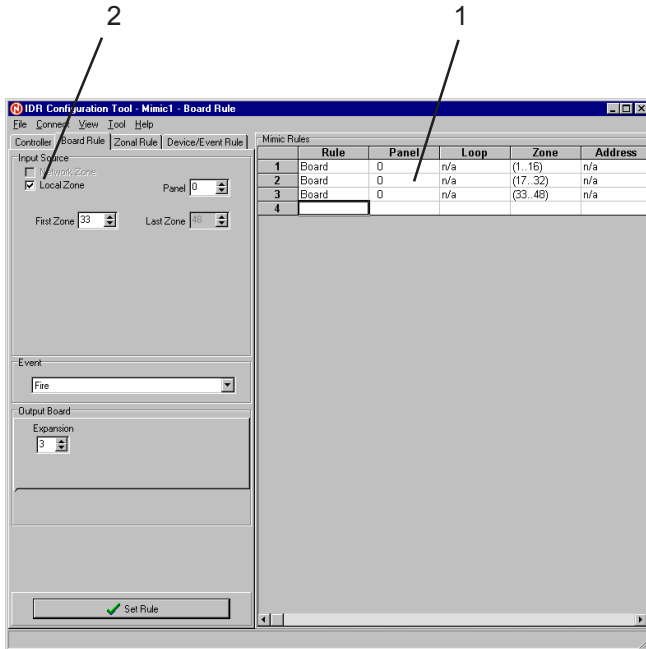 2
1
IDR Configuration Tool - Mimic1 - Board Rule
File Connect View Tool Help
Controller Board Rule Zonal Rule Device/Event Rule
Input Source
Network Zone
Local Zone
Panel 0
First Zone 33
Last Zone 48
Event
Fire
Output Board
Expansion
3
Set Rule
Mimic Rules
Rule Panel Loop Zone Address
1 Board 0 n/a (1..16) n/a
2 Board 0 n/a (17..32) n/a
3 Board 0 n/a (33..48) n/a
4